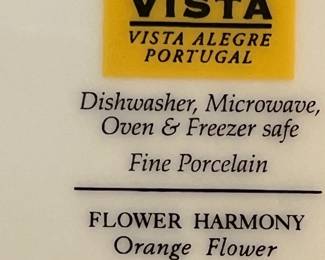 VISTA
VISTA ALEGRE
PORTUGAL
Dishwasher, Microwave,
Oven & Freezer safe
Fine Porcelain
FLOWER HARMONY
Orange Flower